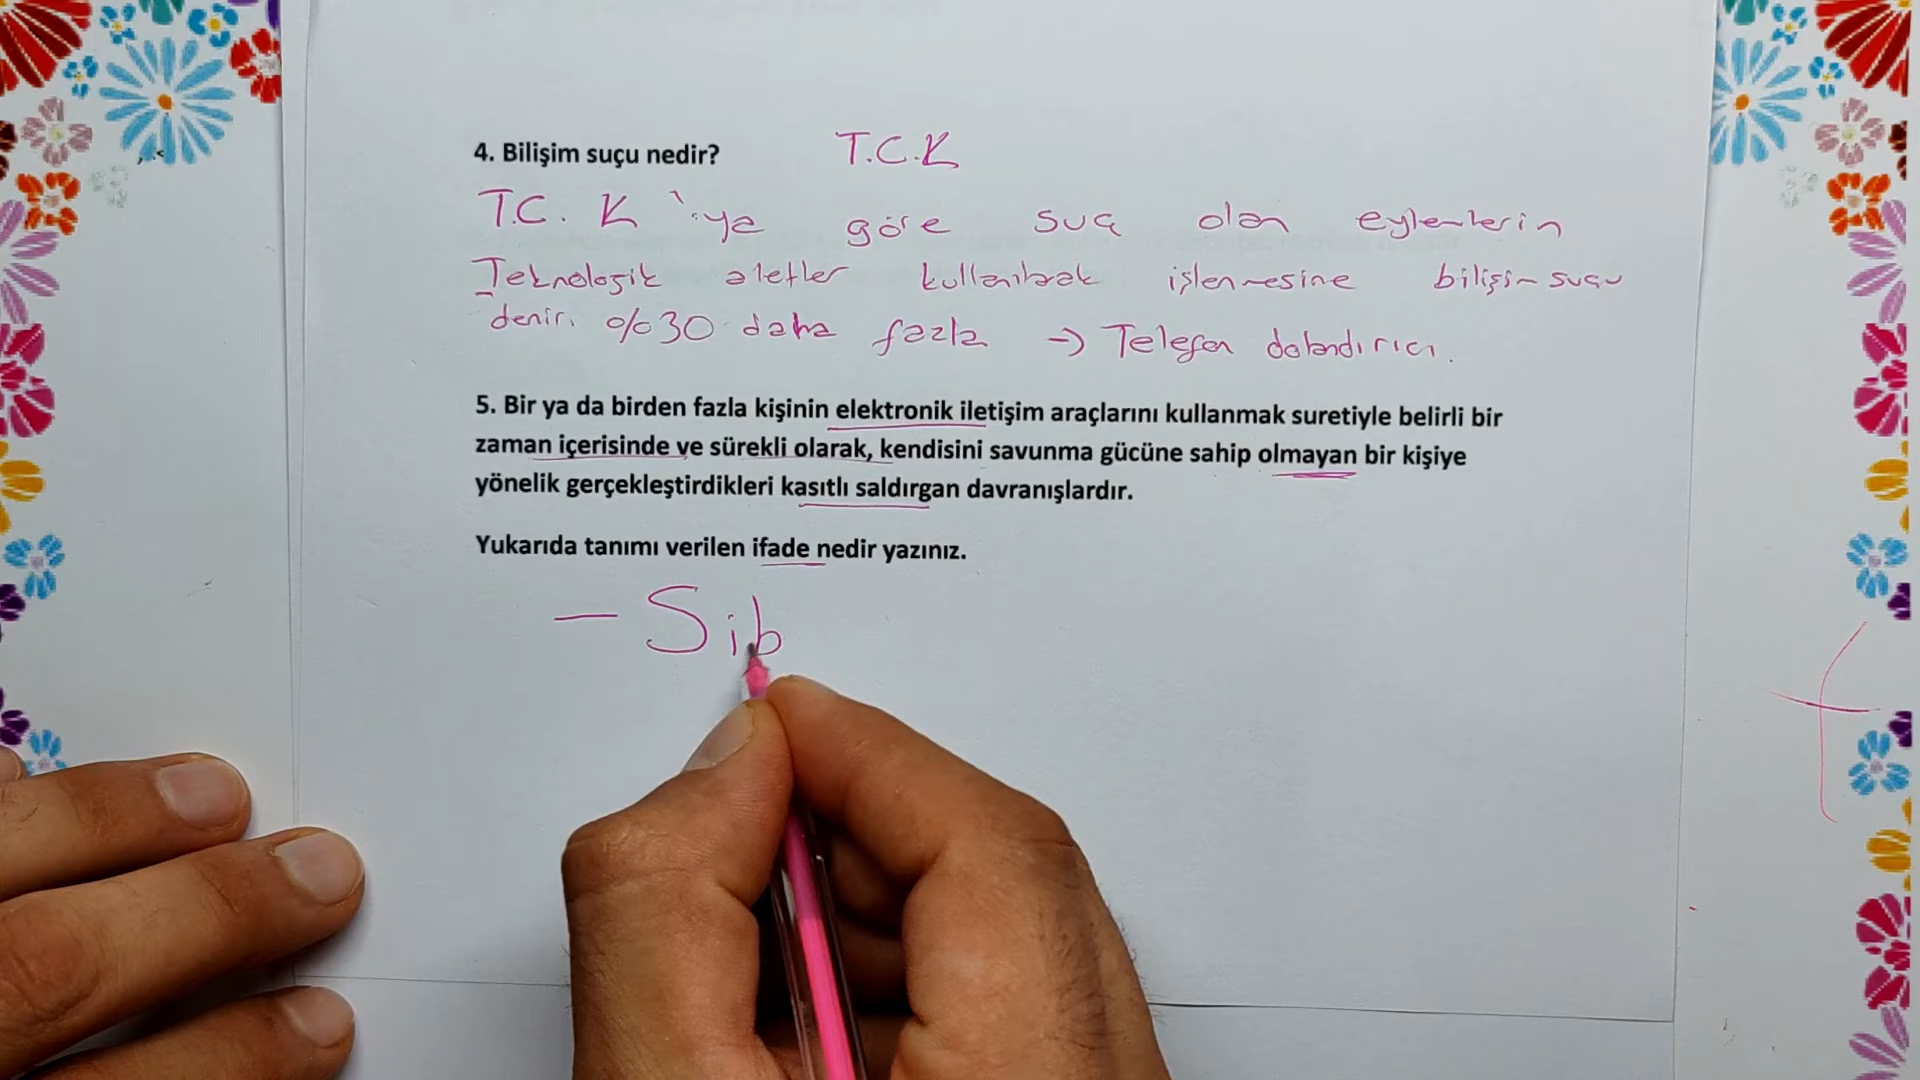 4. Bilişim suçu nedir? T.C.K
T.C. K 'ya göre suç olan eylemlerin
Teknolojik aletler kullanılarak işlenmesine bilişim suçu
denir. %30 daha fazla → Telefon dolandırıcı.
5. Bir ya da birden fazla kişinin elektronik iletişim araçlarını kullanmak suretiyle belirli bir
zaman içerisinde ve sürekli olarak, kendisini savunma gücüne sahip olmayan bir kişiye
yönelik gerçekleştirdikleri kasıtlı saldırgan davranışlardır.
Yukarıda tanımı verilen ifade nedir yazınız.
– Sib